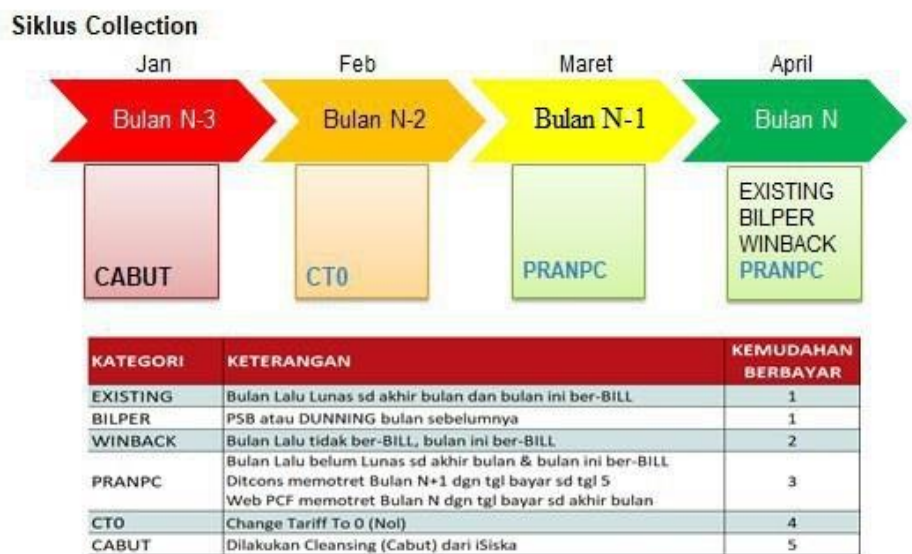 Siklus Collection
Jan Feb Maret April
Bulan N-3 Bulan N-2 Bulan N-1 Bulan N
CABUT
CT0
PRANPC
EXISTING
BILPER
WINBACK
PRANPC
KATEGORI KETERANGAN KEMUDAHAN BERBAYAR
EXISTING Bulan Lalu Lunas sd akhir bulan dan bulan ini ber-BILL 1
BILPER PSB atau DUNNING bulan sebelumnya 1
WINBACK Bulan Lalu tidak ber-BILL, bulan ini ber-BILL 2
Bulan Lalu belum Lunas sd akhir bulan & bulan ini ber-BILL
PRANPC Ditcons memotret Bulan N+1 dgn tgl bayar sd tgl 5 3
Web PCF memotret Bulan N dgn tgl bayar sd akhir bulan
CT0 Change Tariff To 0 (Nol) 4
CABUT Dilakukan Cleansing (Cabut) dari iSiska 5